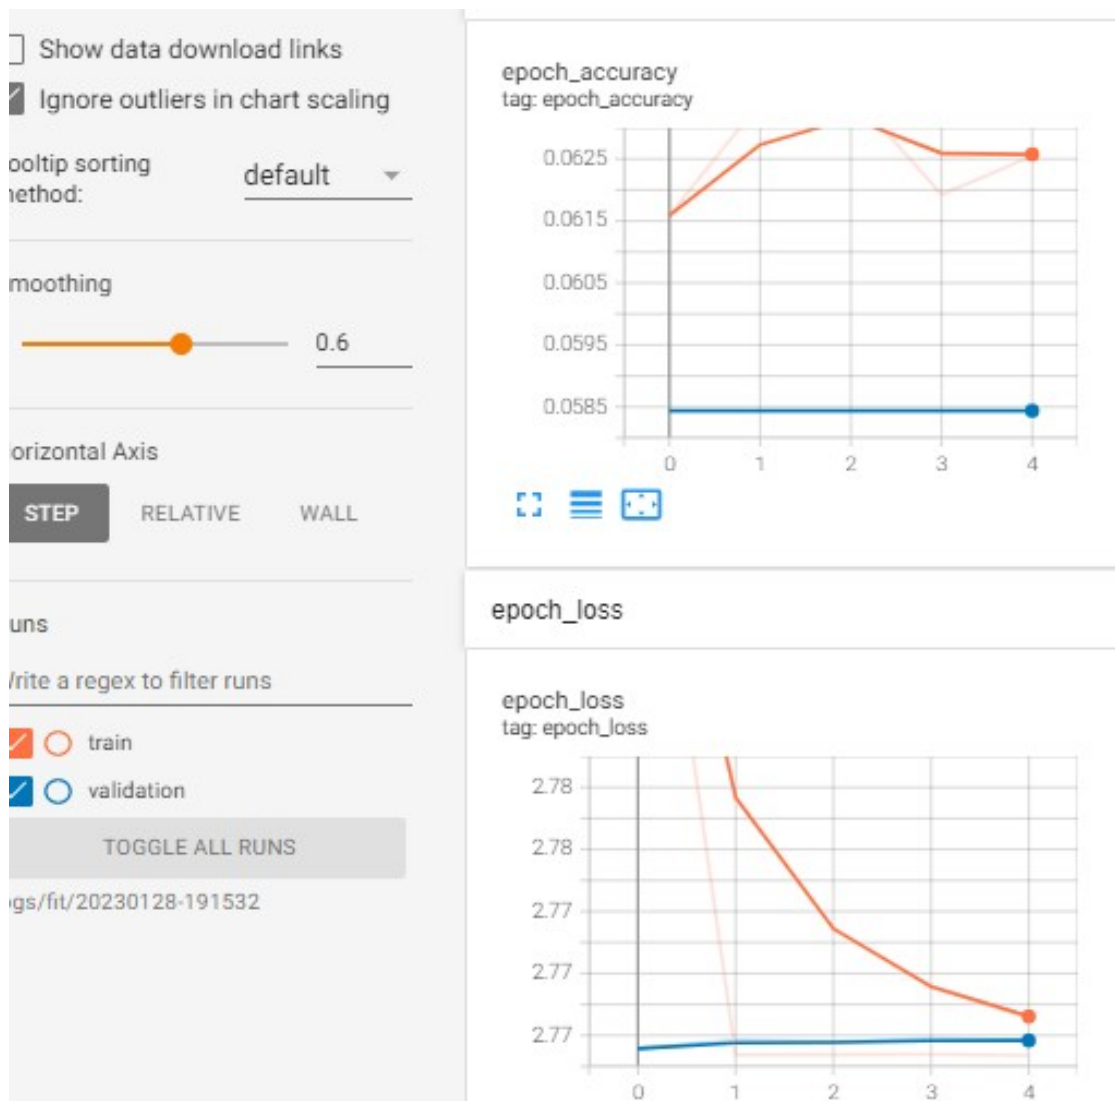 Show data download links
Ignore outliers in chart scaling
ooltip sorting
nethod:
default
moothing
0.6
orizontal Axis
STEP
RELATIVE
WALL
uns
rite a regex to filter runs
train
validation
TOGGLE ALL RUNS
gs/fit/20230128-191532
epoch_accuracy
tag: epoch_accuracy
0.0625
0.0615
0.0605
0.0595
0.0585
0 1 2 3 4
epoch_loss
epoch_loss
tag: epoch_loss
2.78
2.78
2.77
2.77
2.77
0 1 2 3 4